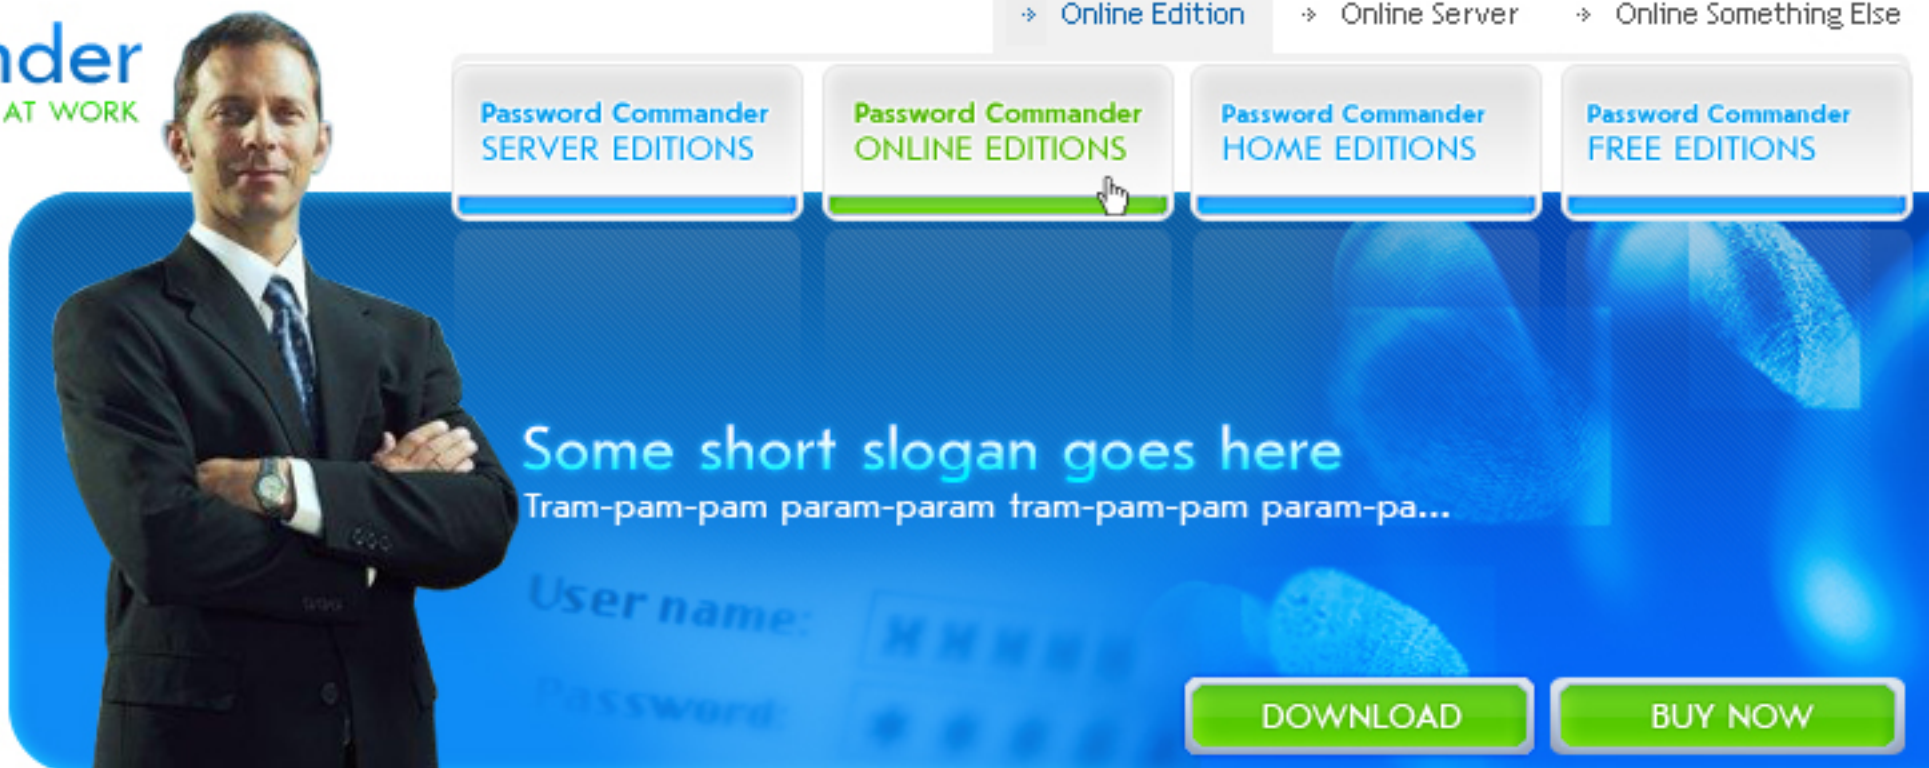 Online Edition
Online Server
Online Something Else
nder
AT WORK
Password Commander
SERVER EDITIONS
Password Commander
ONLINE EDITIONS
Password Commander
HOME EDITIONS
Password Commander
FREE EDITIONS
Some short slogan goes here
Tram-pam-pam param-param tram-pam-pam param-pa...
User name:
Password:
DOWNLOAD
BUY NOW